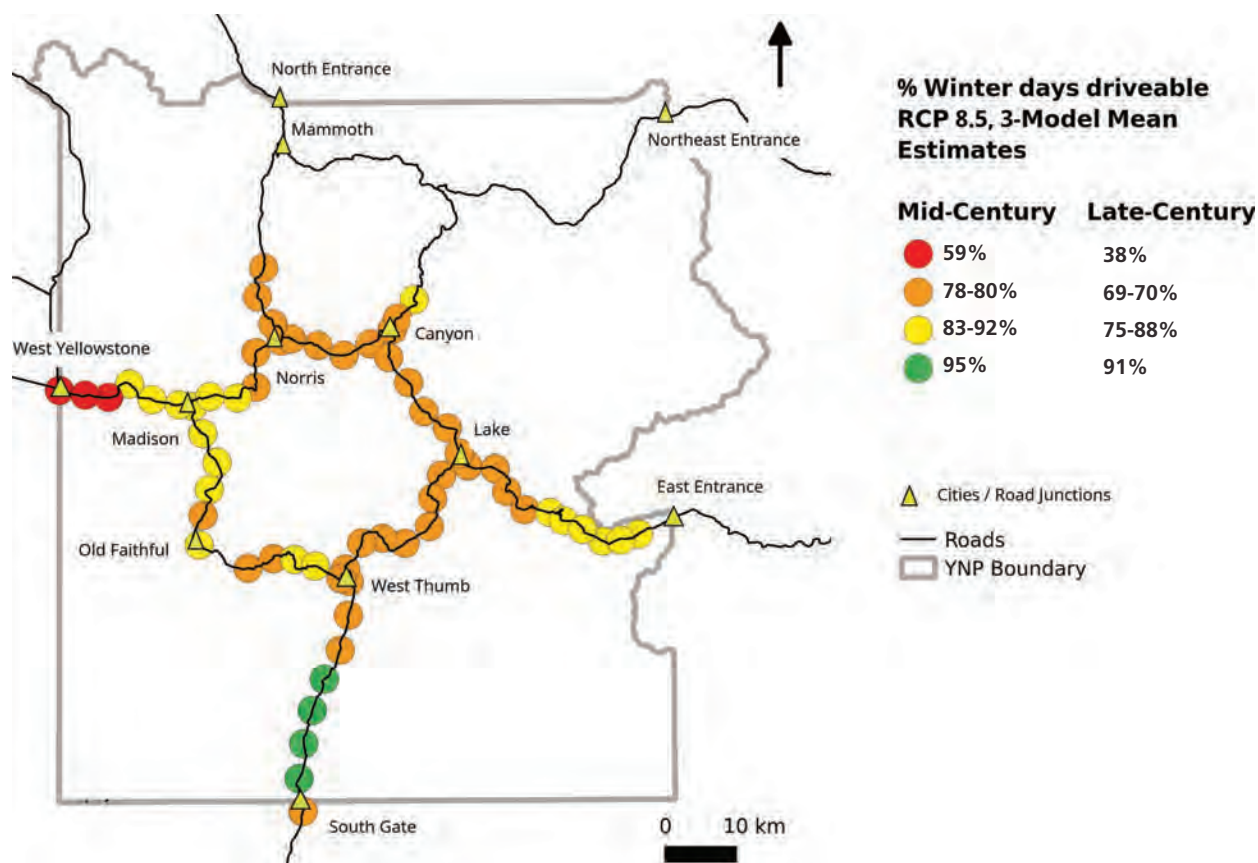 North Entrance
Mammoth
Northeast Entrance
West Yellowstone
Norris
Canyon
Madison
Lake
East Entrance
Old Faithful
West Thumb
South Gate
0 10 km
% Winter days driveable
RCP 8.5, 3-Model Mean
Estimates
Mid-Century Late-Century
59% 38%
78-80% 69-70%
83-92% 75-88%
95% 91%
Cities / Road Junctions
Roads
YNP Boundary